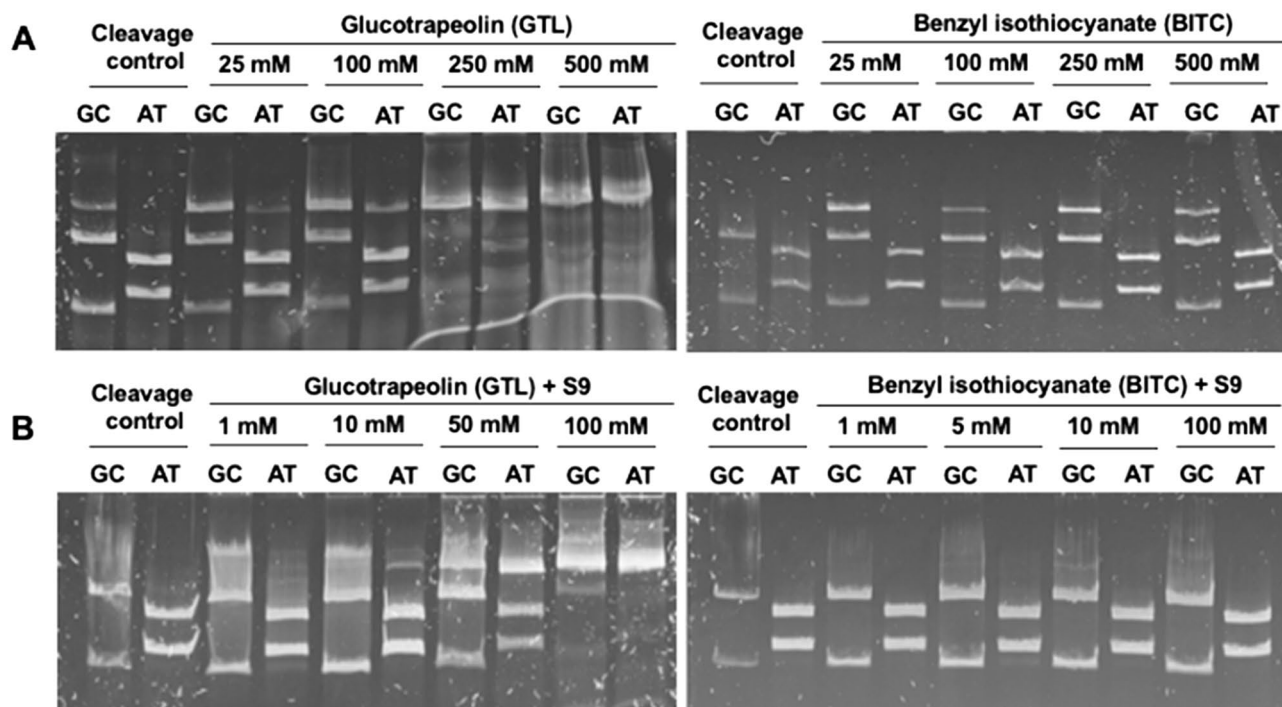 A
Cleavage control
Glucotrapeolin (GTL)
25 mM 100 mM 250 mM 500 mM
GC AT GC AT GC AT GC AT GC AT
Cleavage control
Benzyl isothiocyanate (BITC)
25 mM 100 mM 250 mM 500 mM
GC AT GC AT GC AT GC AT GC AT
B
Cleavage control
Glucotrapeolin (GTL) + S9
1 mM 10 mM 50 mM 100 mM
GC AT GC AT GC AT GC AT GC AT
Cleavage control
Benzyl isothiocyanate (BITC) + S9
1 mM 5 mM 10 mM 100 mM
GC AT GC AT GC AT GC AT GC AT